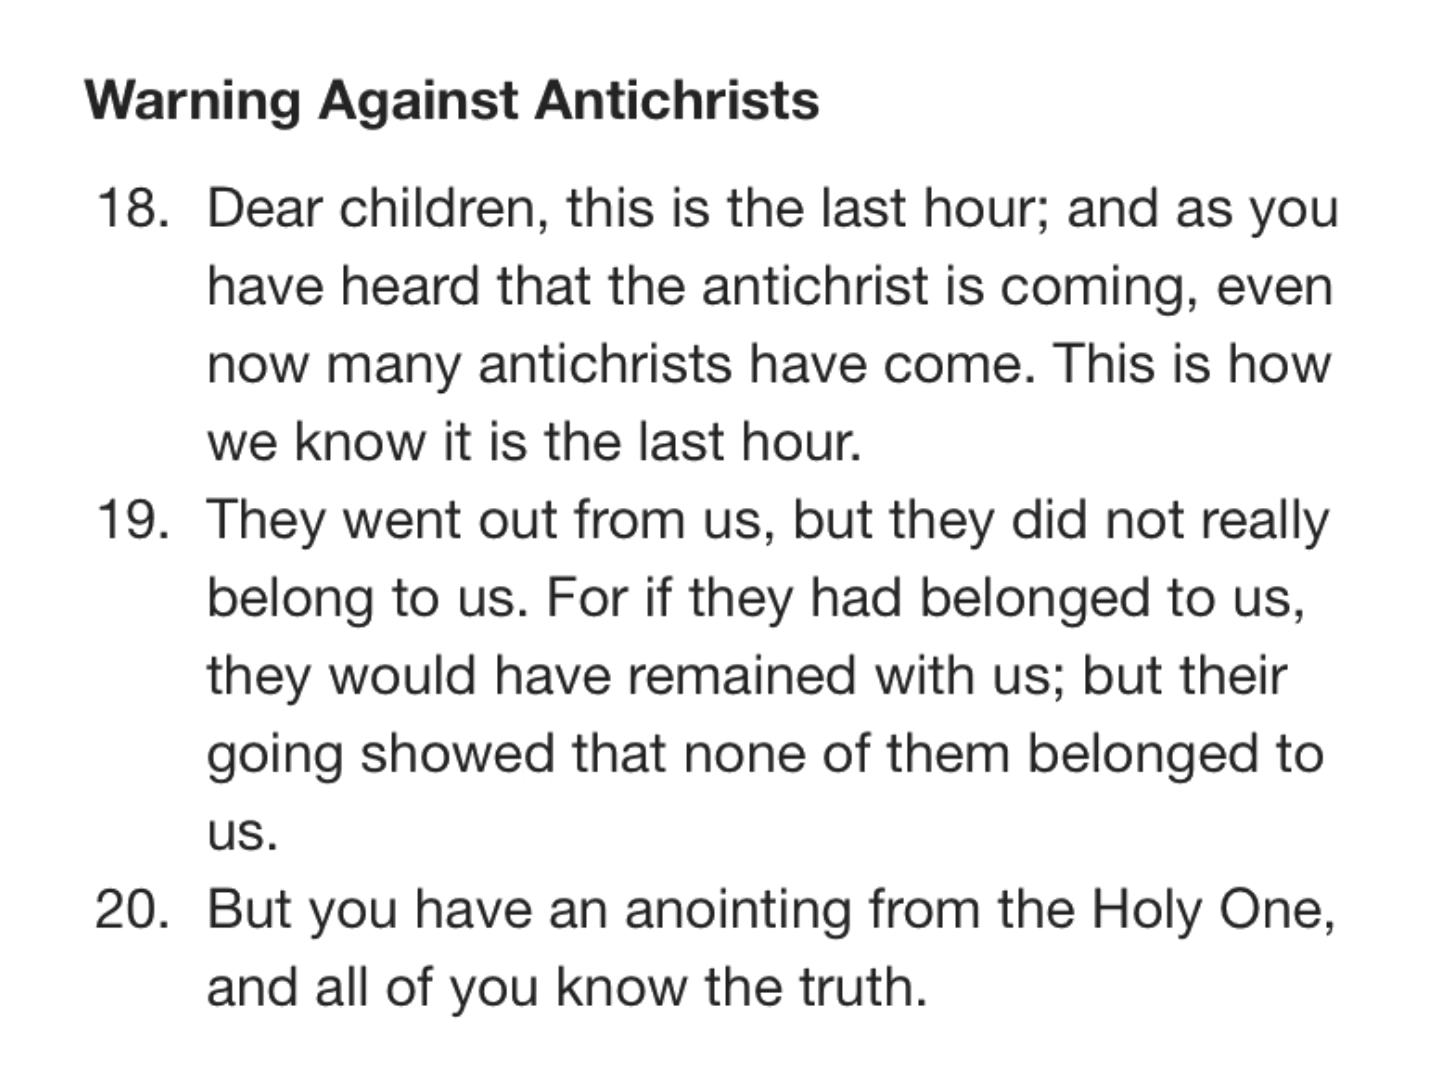 Warning Against Antichrists
18. Dear children, this is the last hour; and as you
have heard that the antichrist is coming, even
now many antichrists have come. This is how
we know it is the last hour.
19. They went out from us, but they did not really
belong to us. For if they had belonged to us,
they would have remained with us; but their
going showed that none of them belonged to
us.
20. But you have an anointing from the Holy One,
and all of you know the truth.